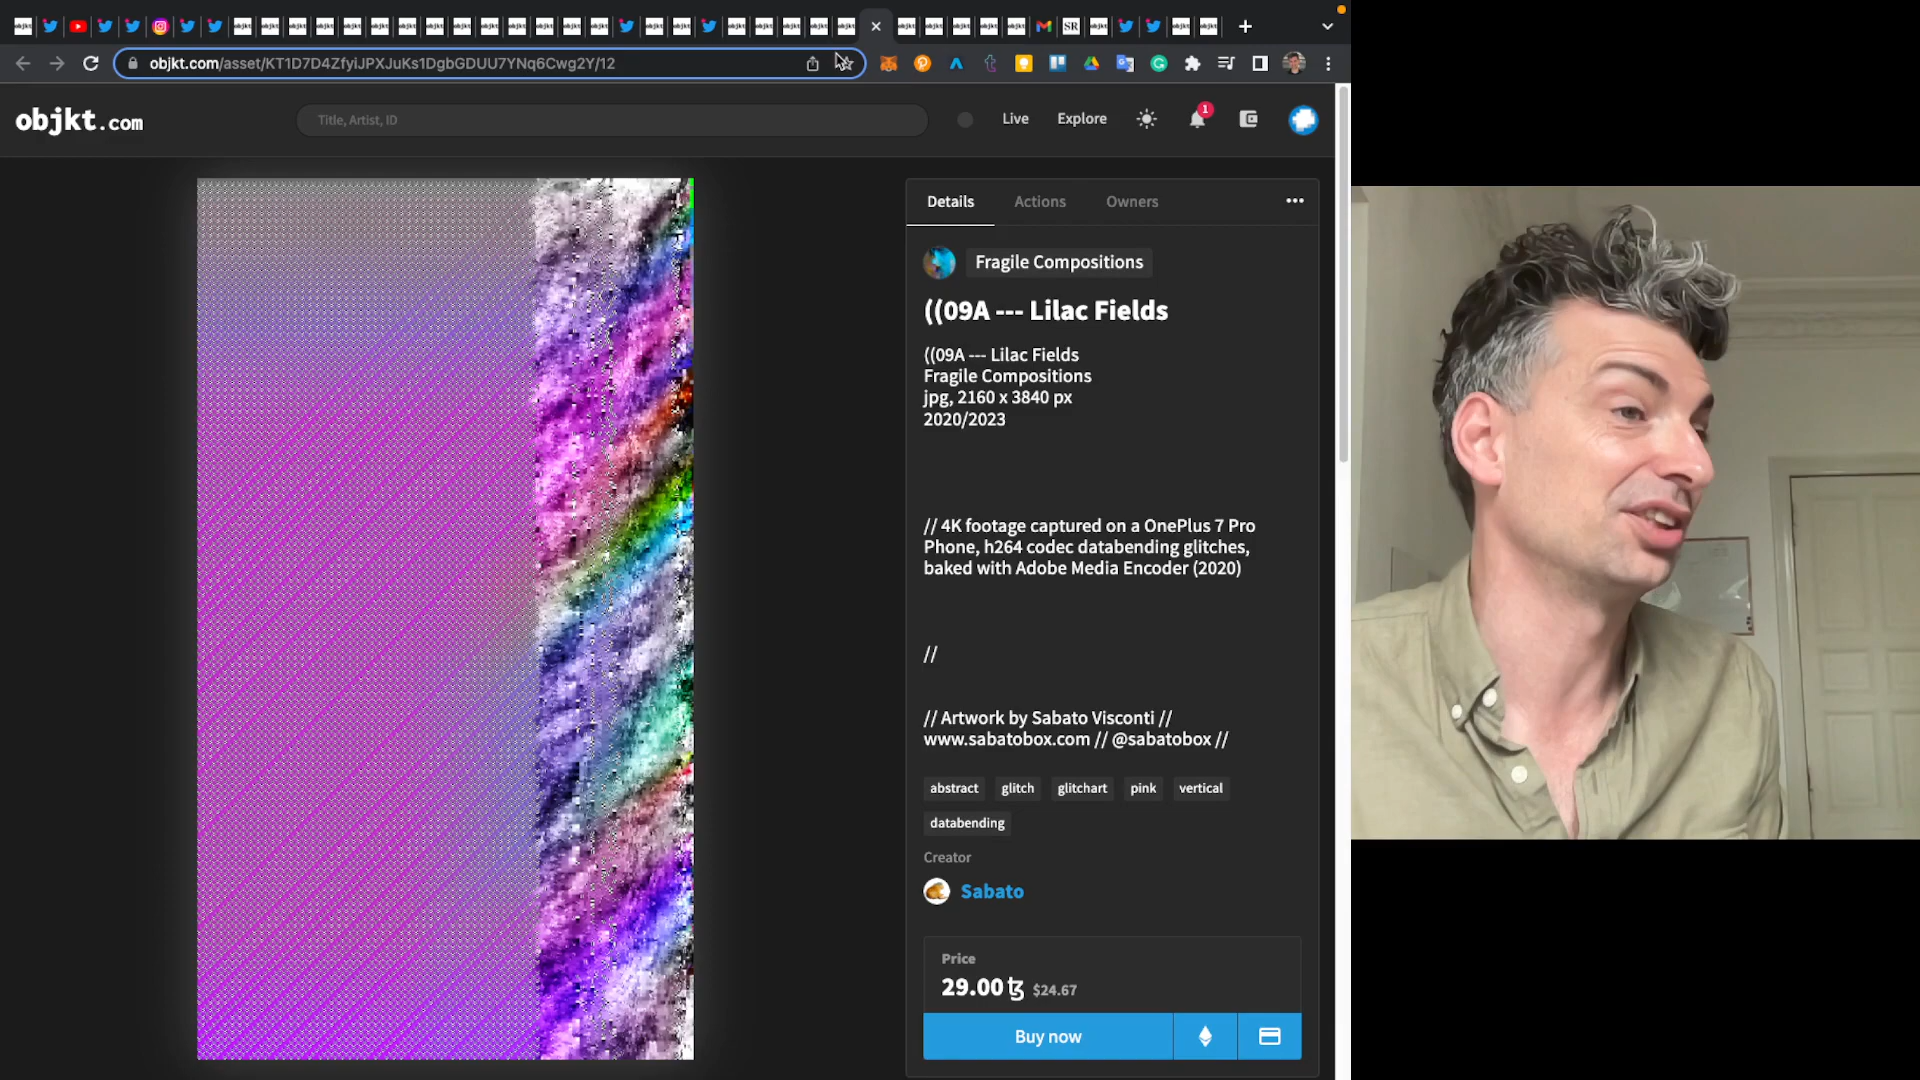 objkt.com/asset/KT1D7D4ZfyiJPXJuKs1DgbGDUU7YNq6Cwg2Y/12
objkt.com
Title, Artist, ID
Live
Explore
1
Details
Actions
Owners
Fragile Compositions
((09A --- Lilac Fields
((09A --- Lilac Fields
Fragile Compositions
jpg, 2160 x 3840 px
2020/2023
// 4K footage captured on a OnePlus 7 Pro
Phone, h264 codec databending glitches,
baked with Adobe Media Encoder (2020)
//
// Artwork by Sabato Visconti //
www.sabatobox.com // @sabatobox //
abstract
glitch
glitchart
pink
vertical
databending
Creator
Sabato
Price
29.00 ꜩ $24.67
Buy now